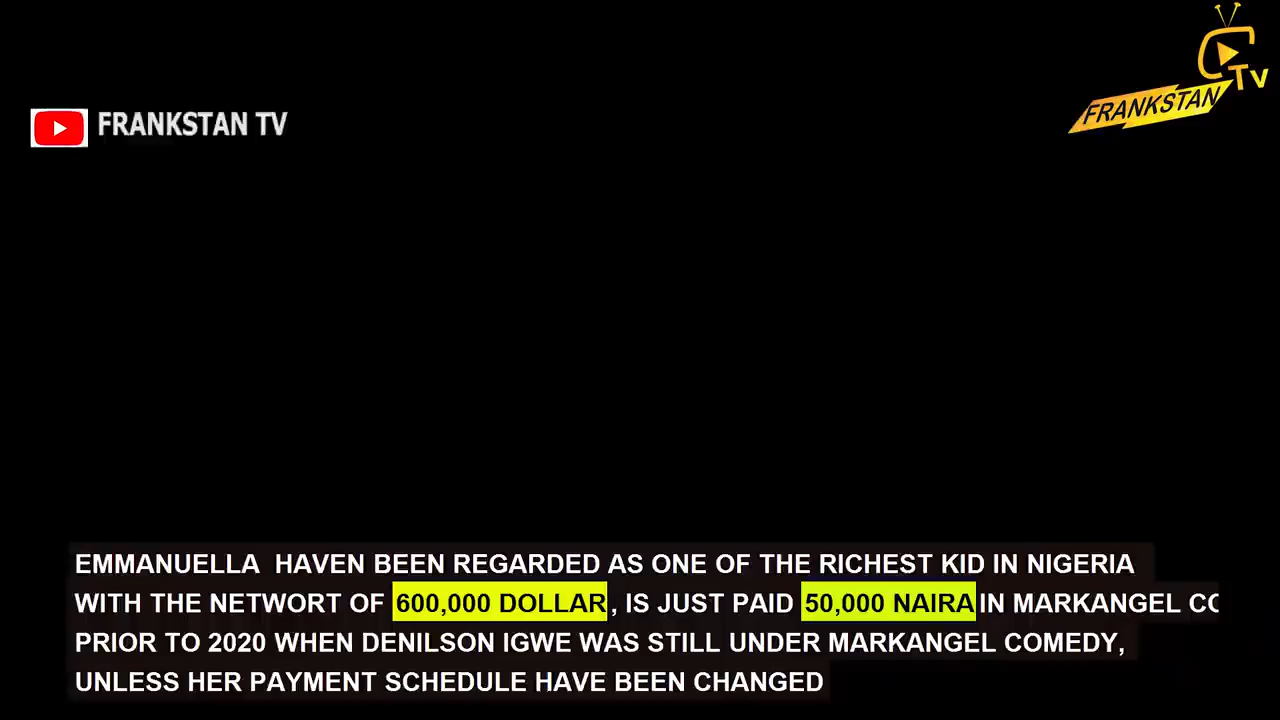 FRANKSTAN TV
Tv
FRANKSTAN
EMMANUELLA HAVEN BEEN REGARDED AS ONE OF THE RICHEST KID IN NIGERIA
WITH THE NETWORT OF 600,000 DOLLAR, IS JUST PAID 50,000 NAIRA IN MARKANGEL
PRIOR TO 2020 WHEN DENILSON IGWE WAS STILL UNDER MARKANGEL COMEDY,
UNLESS HER PAYMENT SCHEDULE HAVE BEEN CHANGED